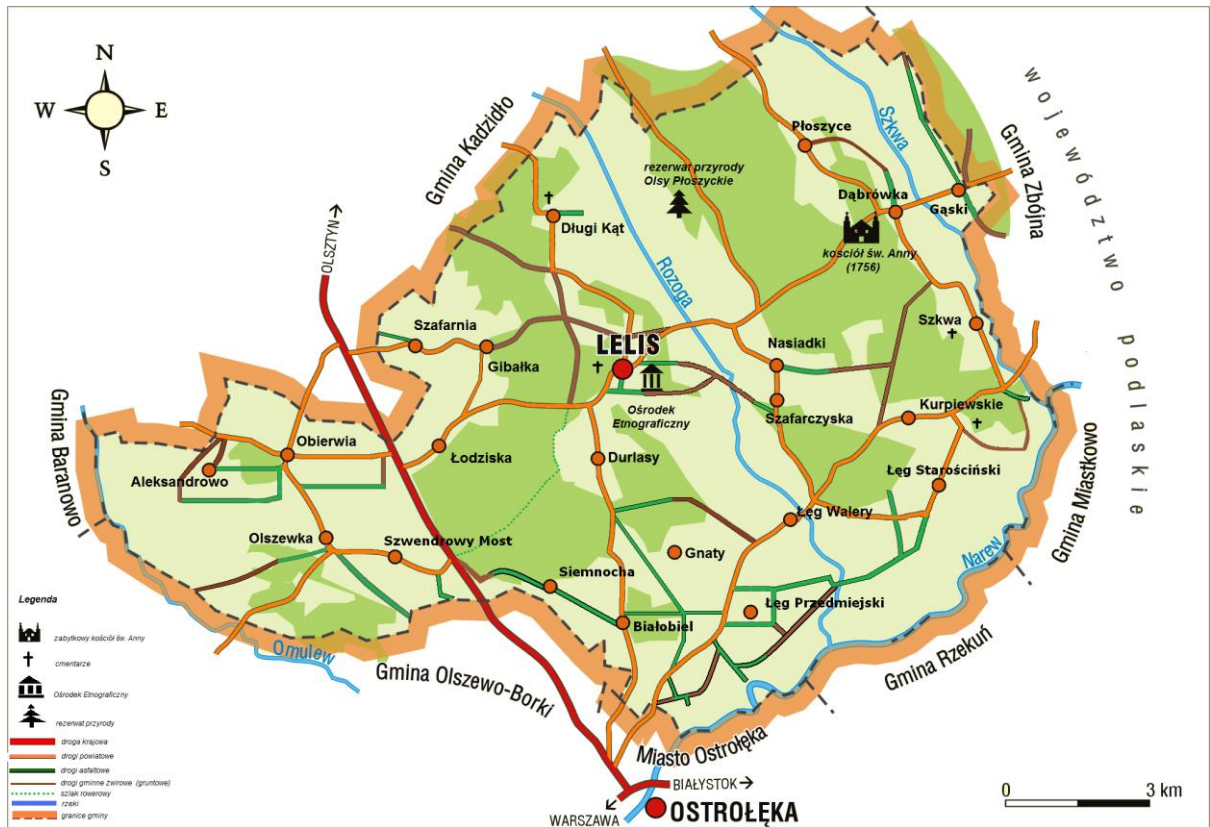 N
W E
S
OLSZTYN
Gmina Kadzidło
rezerwat przyrody
Olsy Płoszyckie
Płoszyce
Szkwa
Dąbrówka
Gąski
Gmina Zbójna
województwo podlaskie
kosciół św. Anny
(1756)
Długi Kąt
Rozoga
Szafarnia
Gibałka
LELIS
Nasiadki
Szkwa
Ośrodek
Etnograficzny
Szafarczyska
Kurpiewskie
Gmina Baranowo
Obierwia
Aleksandrowo
Łodziska
Durlasy
Łęg Starościński
Gmina Miastkowo
Olszewka
Szwendrowy Most
Łęg Walery
Gnaty
Narew
Siemnocha
Łęg Przedmiejski
Białobiel
Omulew
Gmina Olszewo-Borki
Gmina Rzekuń
Miasto Ostrołęka
BIAŁYSTOK
WARSZAWA
OSTROŁĘKA
0 3 km
Legenda
zabytkowy kościół św. Anny
cmentarze
Ośrodek Etnograficzny
rezerwat przyrody
droga krajowa
drogi powiatowe
drogi asfaltowe
drogi gminne żwirowe (gruntowe)
szlak rowerowy
rzeki
granice gminy